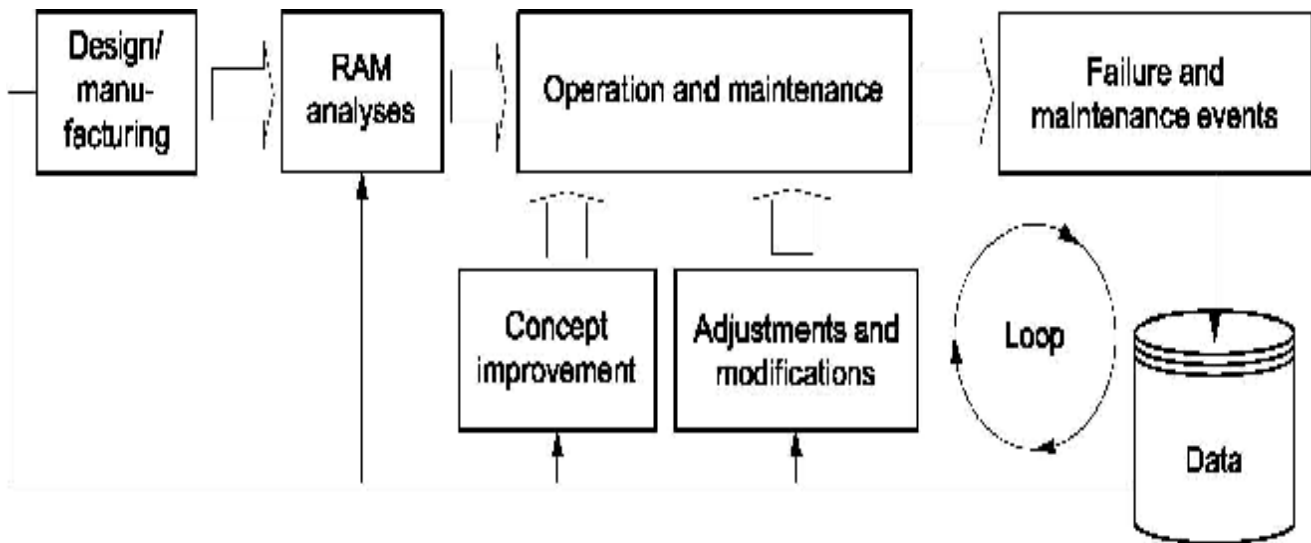 Design/
manu-
facturing
RAM
analyses
Operation and maintenance
Failure and
maintenance events
Concept
improvement
Adjustments and
modifications
Loop
Data